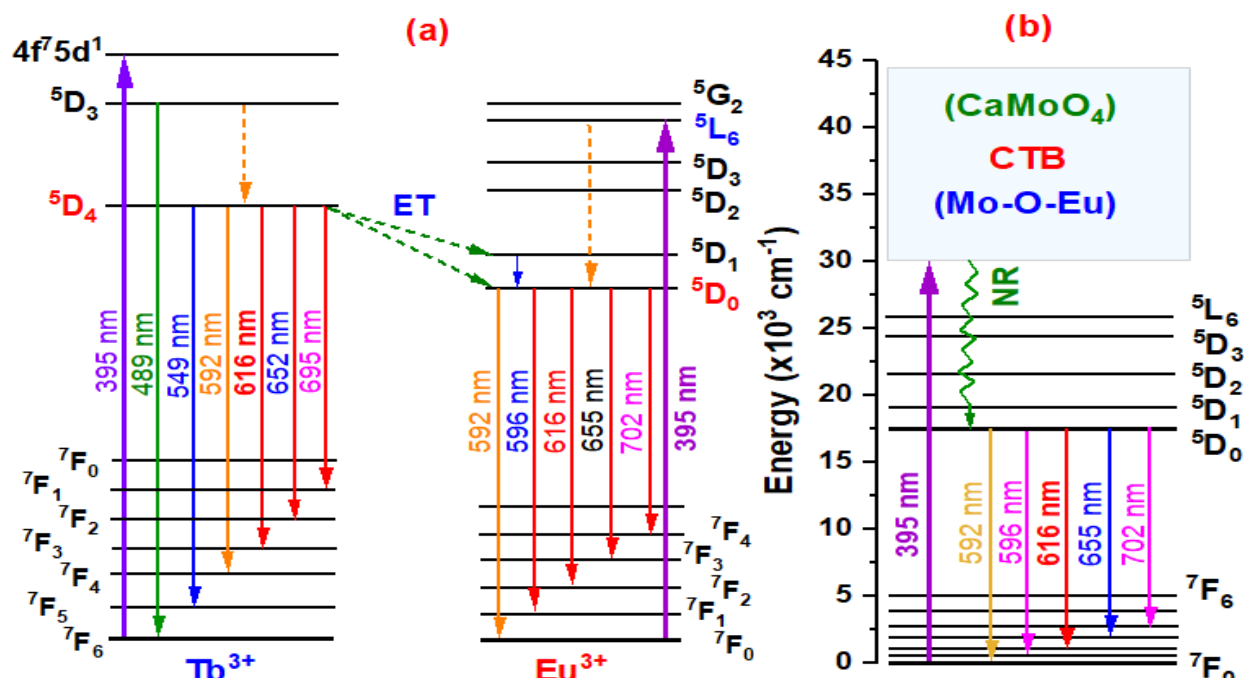 (a)
4f⁷5d¹
⁵D₃
⁵D₄
395 nm
489 nm
549 nm
592 nm
616 nm
652 nm
695 nm
⁷F₀
⁷F₁
⁷F₂
⁷F₃
⁷F₄
⁷F₅
⁷F₆
Tb³⁺
ET
⁵G₂
⁵L₆
⁵D₃
⁵D₂
⁵D₁
⁵D₀
592 nm
596 nm
616 nm
655 nm
702 nm
395 nm
⁷F₄
⁷F₃
⁷F₂
⁷F₁
⁷F₀
Eu³⁺
(b)
Energy (x10³ cm⁻¹)
45
40
35
30
25
20
15
10
5
0
(CaMoO₄)
CTB
(Mo-O-Eu)
NR
⁵L₆
⁵D₃
⁵D₂
⁵D₁
⁵D₀
395 nm
592 nm
596 nm
616 nm
655 nm
702 nm
⁷F₆
⁷F₀